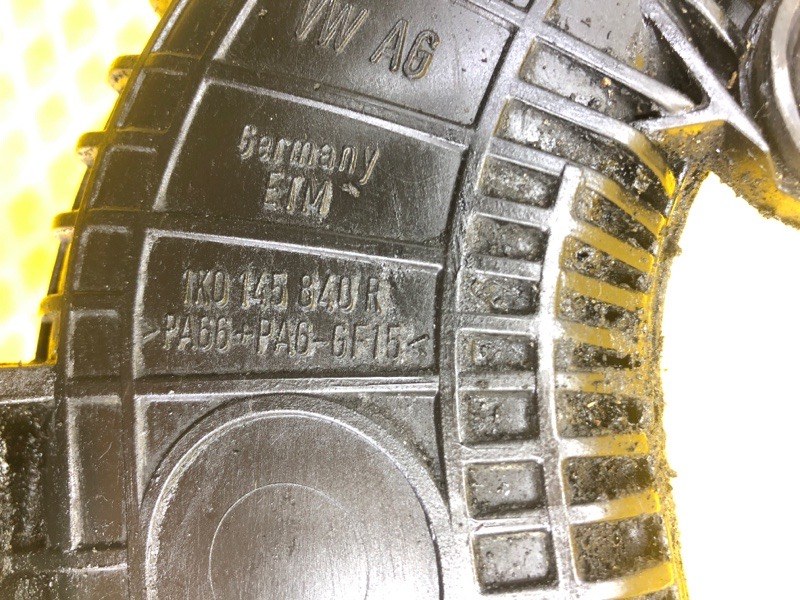 VW AG
Germany
EIM
1K0 145 840 R
>PA66+PA6-GF15<